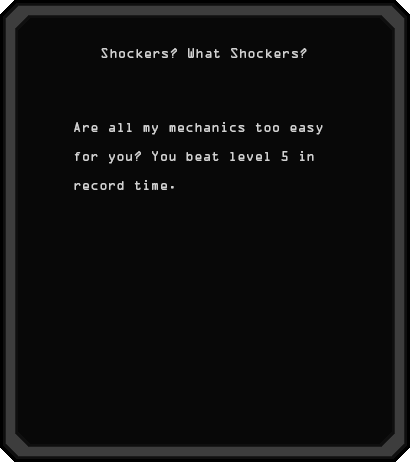 Shockers? What Shockers?
Are all my mechanics too easy
for you? You beat level 5 in
record time.